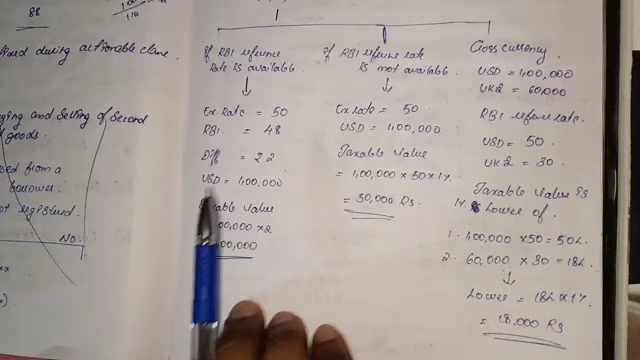 88
goods.
If RBI reference
Rate Is available
Ex Rate = 50
RBI = 48
Diff = 2
USD = 1,00,000
Value
00,000 × 2
00,000
If RBI reference rate
Is not available.
Ex rate = 50
USD = 1,00,000
Taxable Value
= 1,00,000 × 50 × 1%
= 50,000 Rs.
Cross currency
USD = 1,00,000
UK£ = 60,000
RBI reference rate.
USD = 50
UK£ = 30.
Taxable Value Is
1% Lower of.
1. 1,00,000 × 50 = 50L
2. 60,000 × 30 = 18L
Lower = 18L × 1%
= 18,000 Rs
during actionable claim
ging and Selling of Second
from a
borrower.
ot registered.
No.